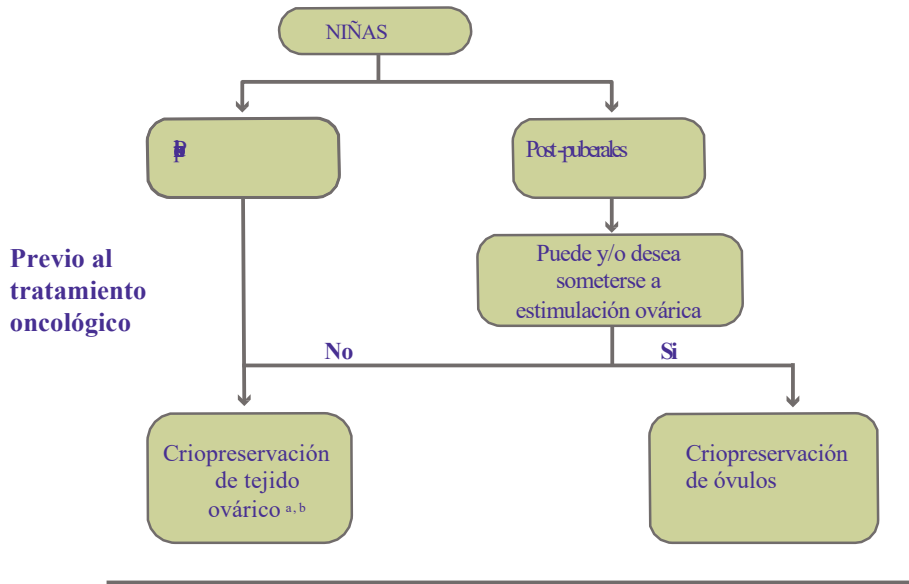 NIÑAS
Post-puberales
Puede y/o desea
someterse a
estimulación ovárica
Previo al
tratamiento
oncológico
No
Si
Criopreservación
de tejido
ovárico a, b
Criopreservación
de óvulos